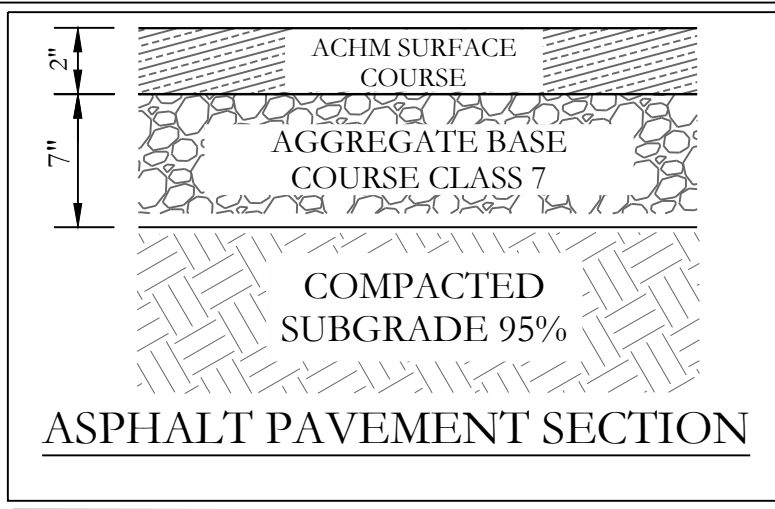 2"
ACHM SURFACE
COURSE
7"
AGGREGATE BASE
COURSE CLASS 7
COMPACTED
SUBGRADE 95%
ASPHALT PAVEMENT SECTION